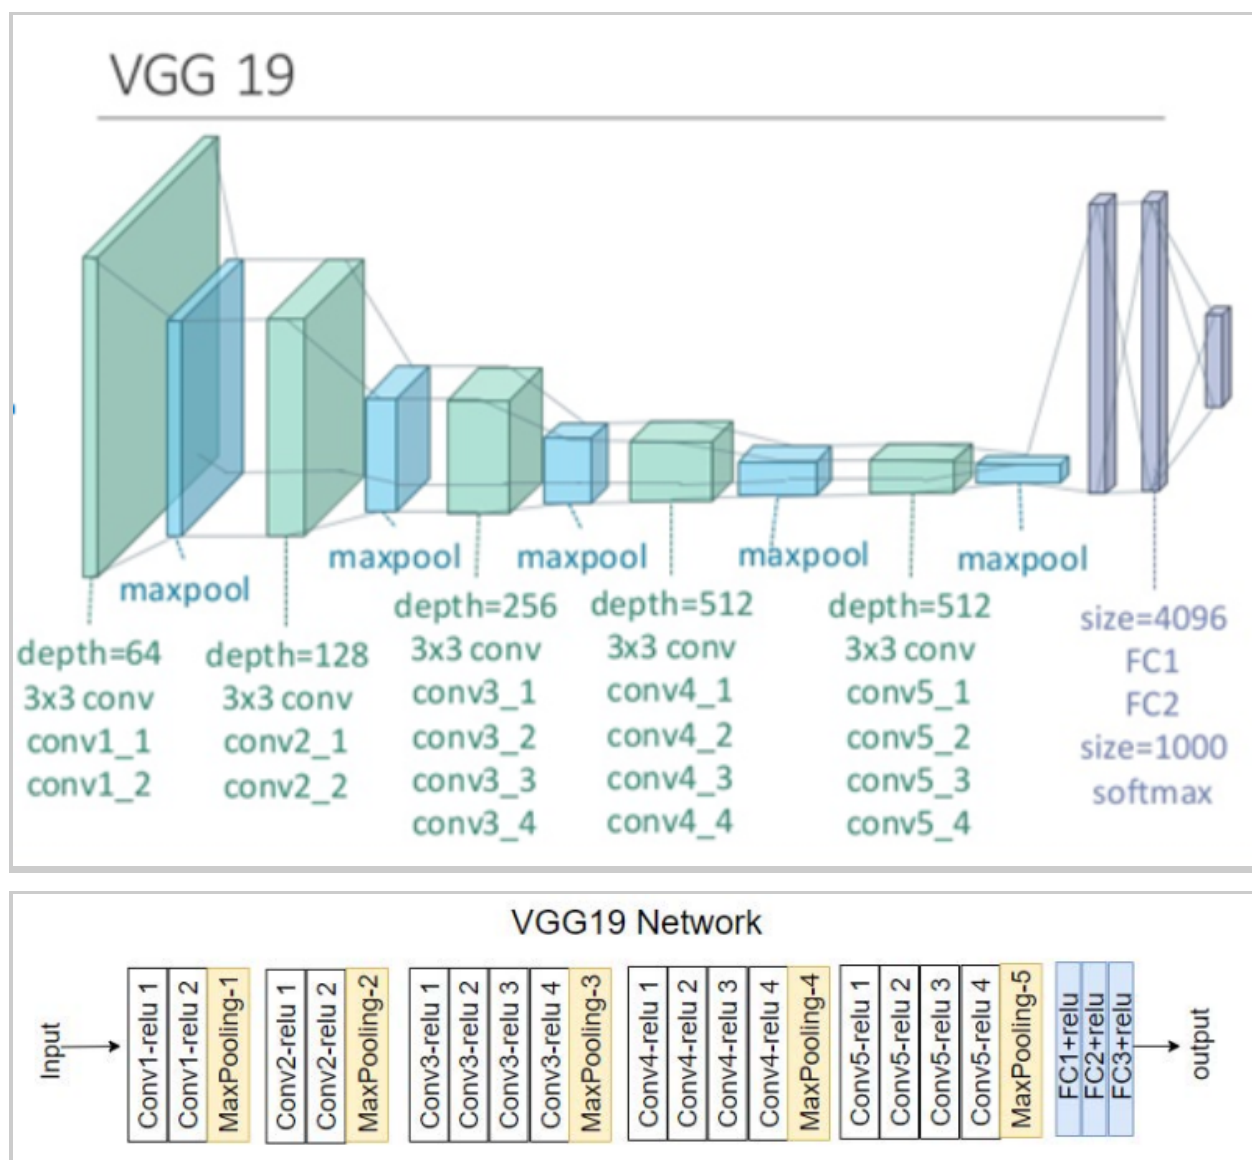 VGG 19
maxpool
maxpool
maxpool
maxpool
maxpool
depth=64
3x3 conv
conv1_1
conv1_2
depth=128
3x3 conv
conv2_1
conv2_2
depth=256
3x3 conv
conv3_1
conv3_2
conv3_3
conv3_4
depth=512
3x3 conv
conv4_1
conv4_2
conv4_3
conv4_4
depth=512
3x3 conv
conv5_1
conv5_2
conv5_3
conv5_4
size=4096
FC1
FC2
size=1000
softmax
VGG19 Network
Input
Conv1-relu 1
Conv1-relu 2
MaxPooling-1
Conv2-relu 1
Conv2-relu 2
MaxPooling-2
Conv3-relu 1
Conv3-relu 2
Conv3-relu 3
Conv3-relu 4
MaxPooling-3
Conv4-relu 1
Conv4-relu 2
Conv4-relu 3
Conv4-relu 4
MaxPooling-4
Conv5-relu 1
Conv5-relu 2
Conv5-relu 3
Conv5-relu 4
MaxPooling-5
FC1+relu
FC2+relu
FC3+relu
output